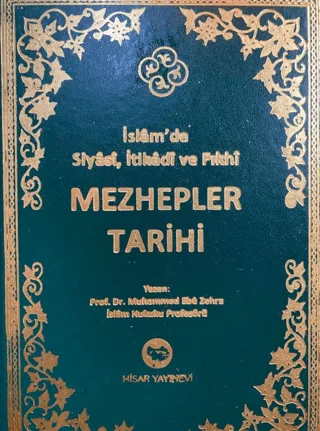 İslâm'da
Siyâsî, İtikâdî ve Fıkhî
MEZHEPLER
TARİHİ
Yazan:
Prof. Dr. Muhammed Ebû Zehra
İslâm Hukuku Profesörü
HİSAR YAYINEVİ